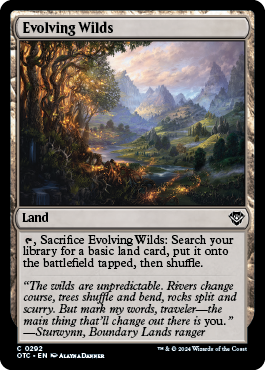 Evolving Wilds
Land
, Sacrifice Evolving Wilds: Search your
library for a basic land card, put it onto
the battlefield tapped, then shuffle.
“The wilds are unpredictable. Rivers change
course, trees shuffle and bend, rocks split and
scurry. But mark my words, traveler—the
main thing that’ll change out there is you.”
—Sturwynn, Boundary Lands ranger
C 0292
OTC • EN Alayna Danner
™ & © 2024 Wizards of the Coast